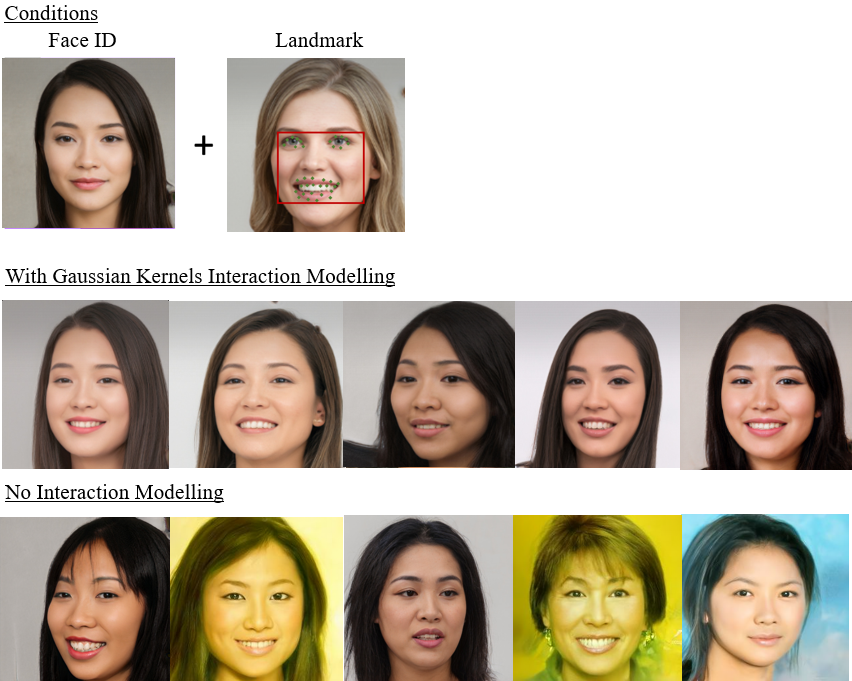 Conditions
Face ID
Landmark
+
With Gaussian Kernels Interaction Modelling
No Interaction Modelling